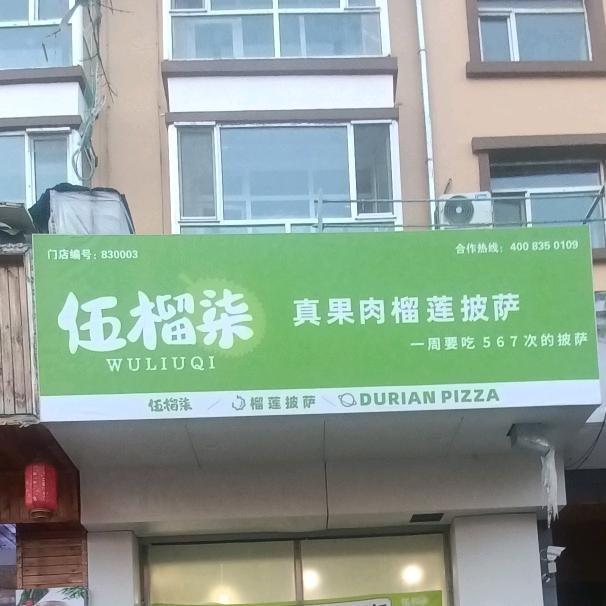 门店编号：830003
合作热线：400 835 0109
伍榴柒
WULIUQI
真果肉榴莲披萨
一周要吃567次的披萨
伍榴柒 / 榴莲披萨 / DURIAN PIZZA